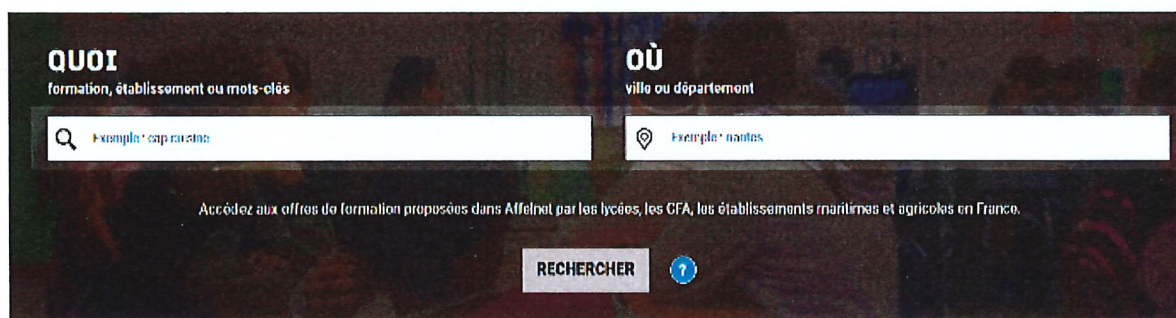 QUOI
formation, établissement ou mots-clés
Exemple : cap cuisine
OÙ
ville ou département
Exemple : nantes
Accédez aux offres de formation proposées dans Affelnet par les lycées, les CFA, les établissements maritimes et agricoles en France.
RECHERCHER ?